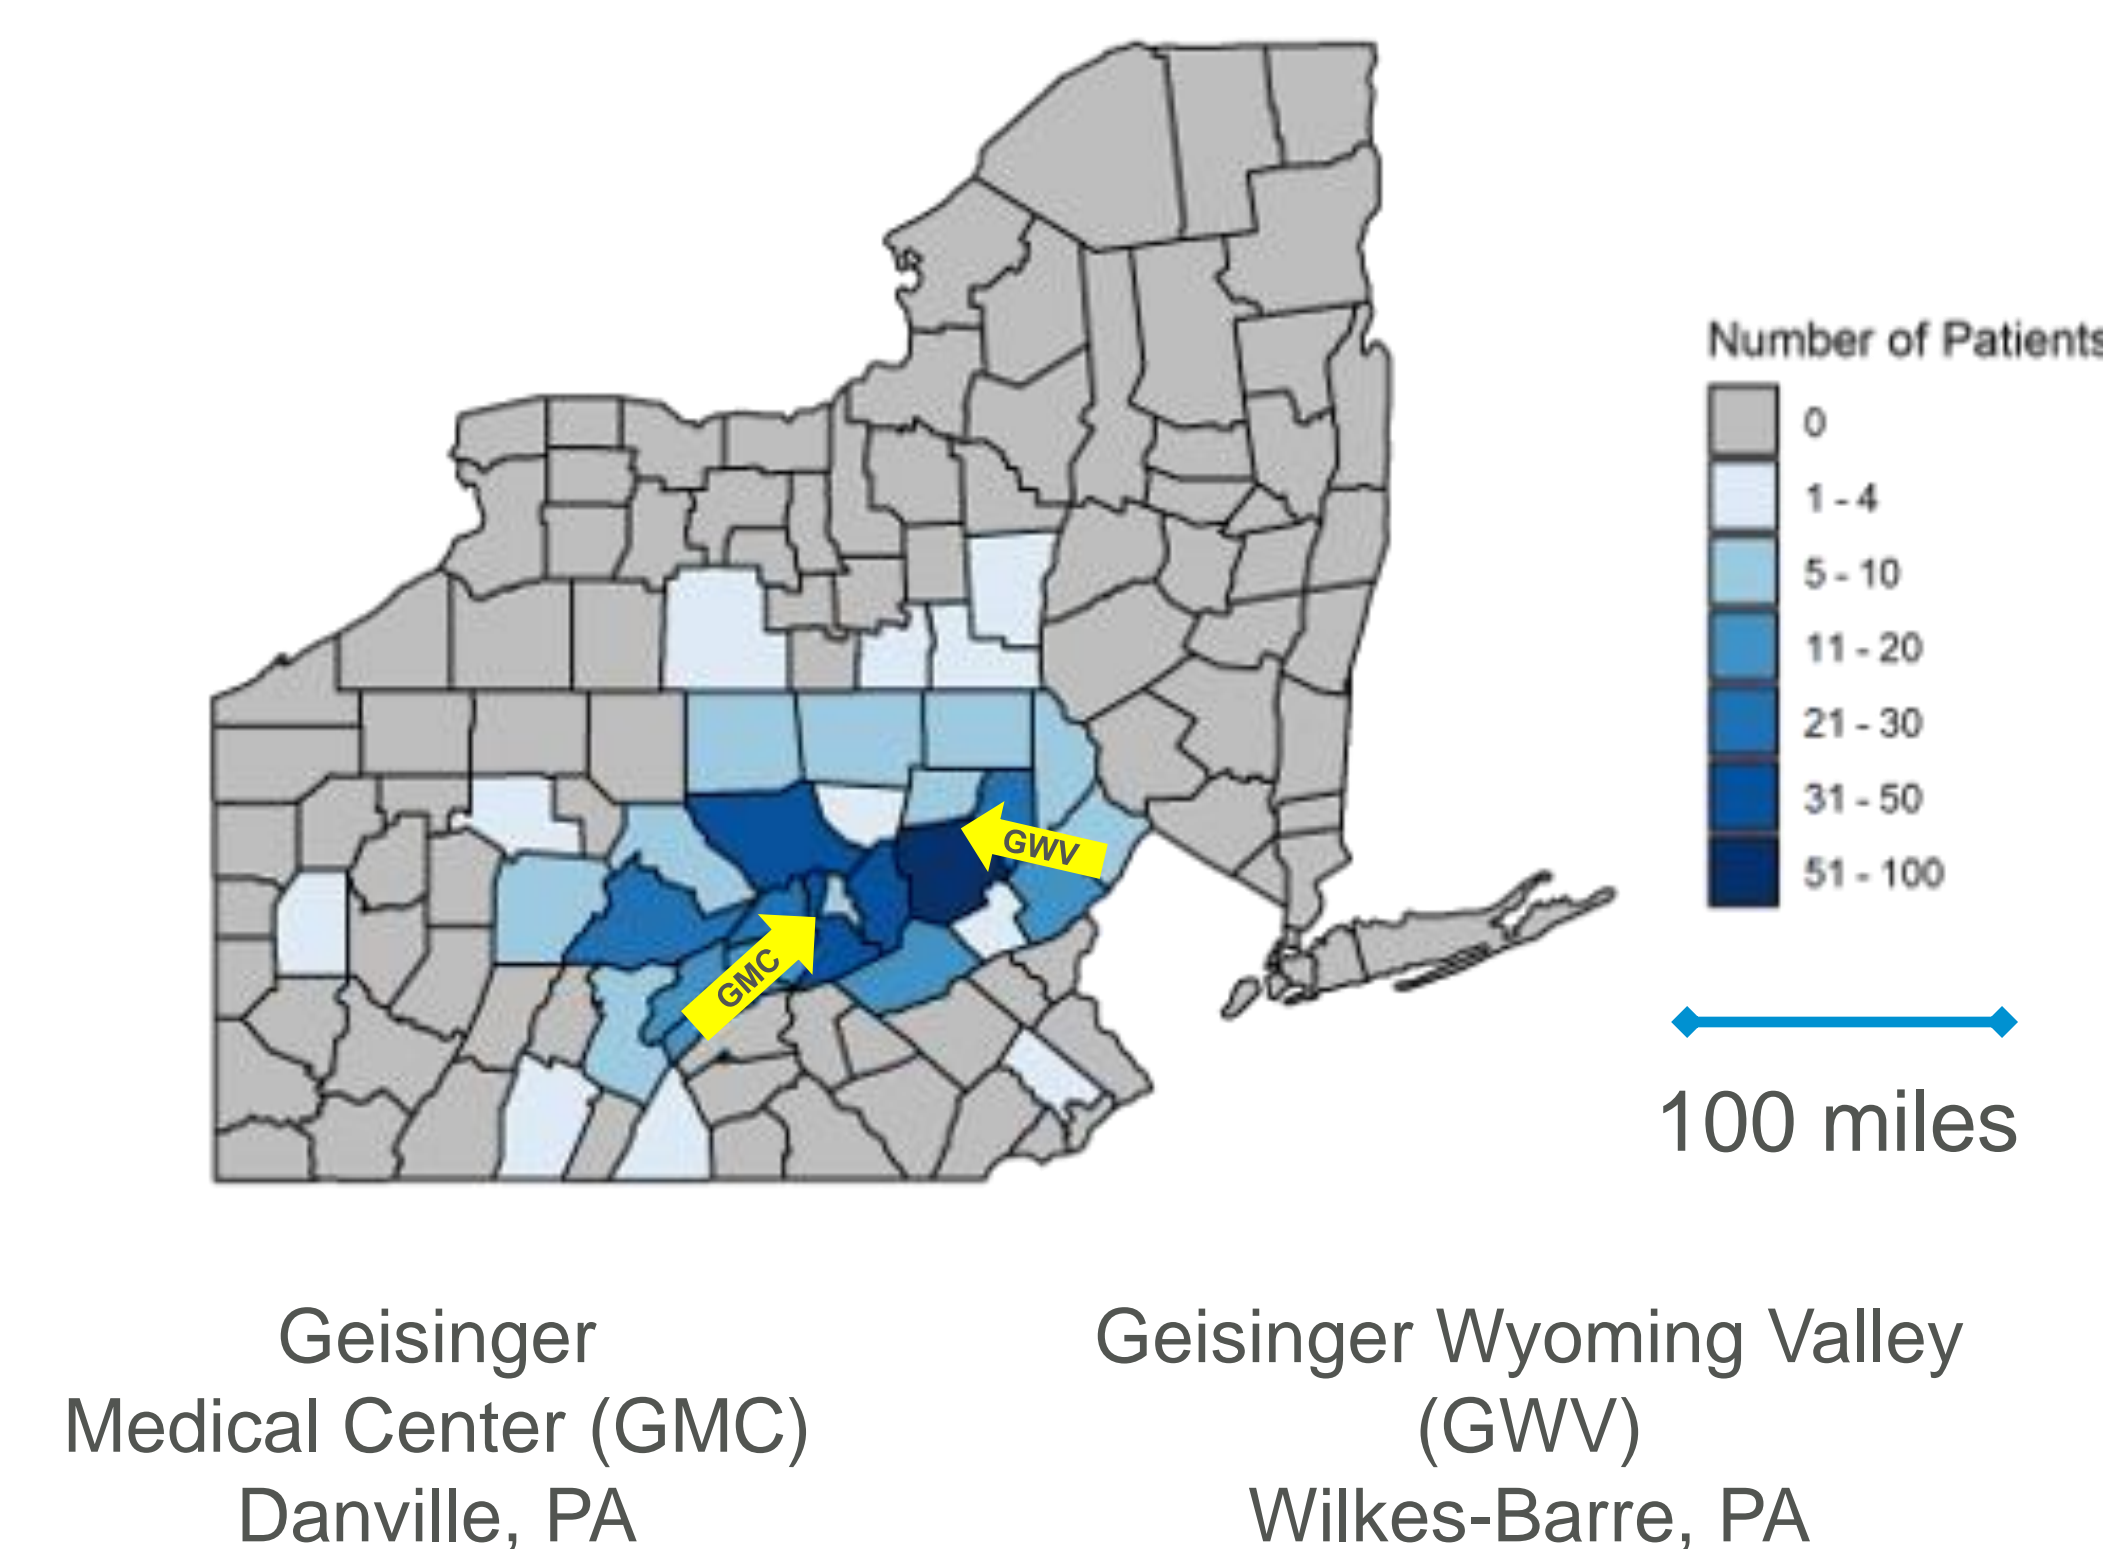 Number of Patients
0
1 - 4
5 - 10
11 - 20
21 - 30
31 - 50
51 - 100
GWV
GMC
100 miles
Geisinger
Medical Center (GMC)
Danville, PA
Geisinger Wyoming Valley
(GWV)
Wilkes-Barre, PA